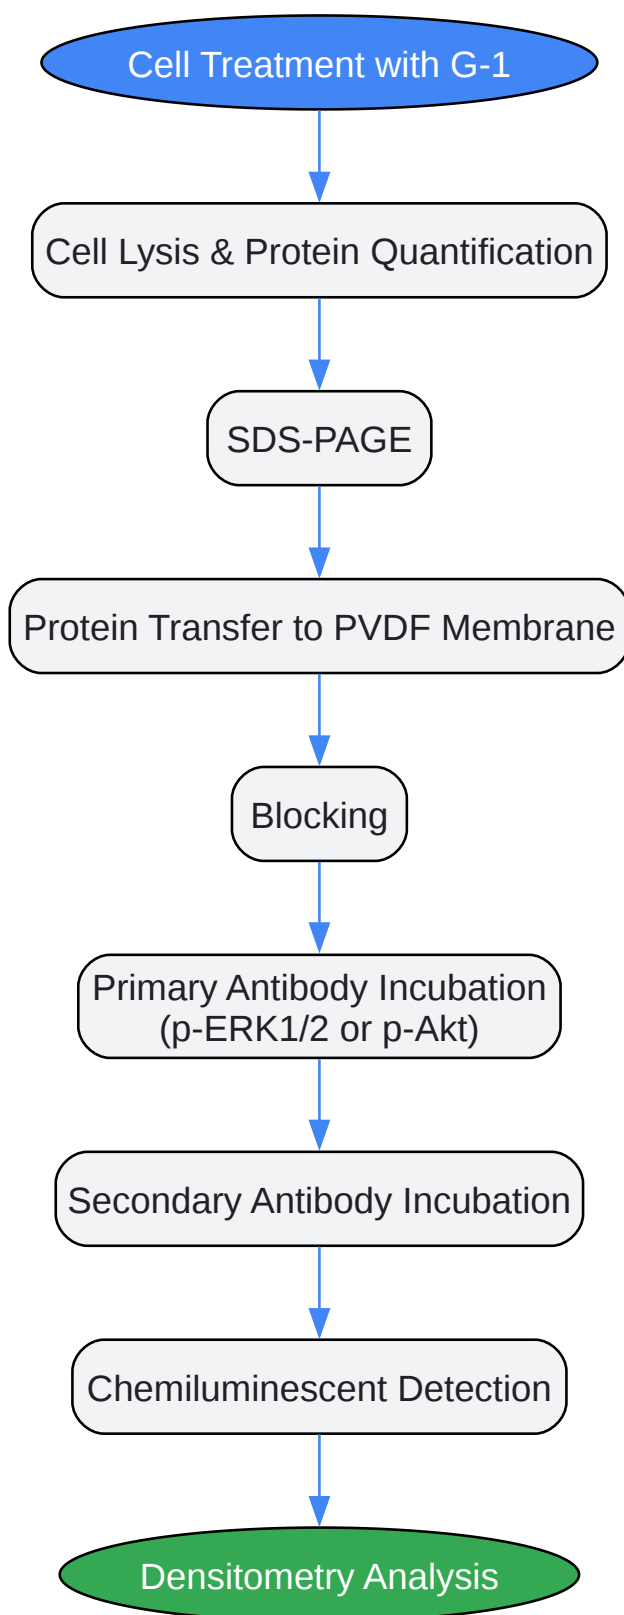 Cell Treatment with G-1
Cell Lysis & Protein Quantification
SDS-PAGE
Protein Transfer to PVDF Membrane
Blocking
Primary Antibody Incubation
(p-ERK1/2 or p-Akt)
Secondary Antibody Incubation
Chemiluminescent Detection
Densitometry Analysis